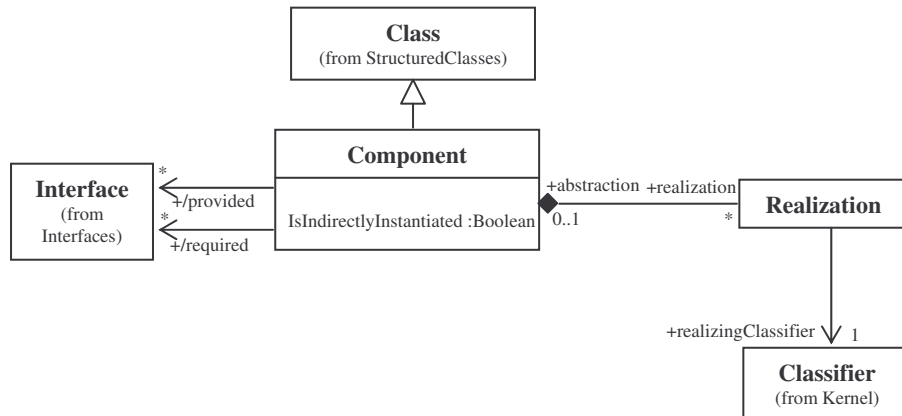 Class
(from StructuredClasses)
Component
*
Interface
+abstraction
+realization
(from
+/provided
Realization
*
IsIndirectlyInstantiated :Boolean
0..1
*
Interfaces)
+/required
+realizingClassifier
1
Classifier
(from Kernel)